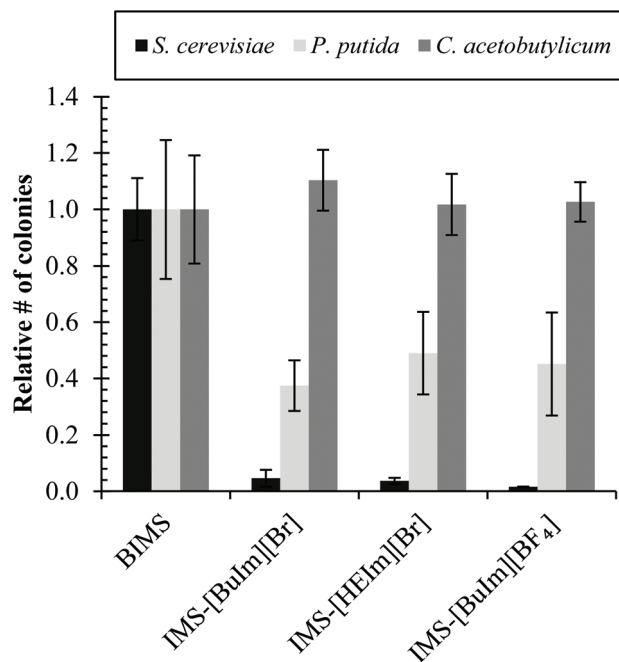 S. cerevisiae P. putida C. acetobutylicum
1.4
1.2
1.0
0.8
0.6
0.4
0.2
0.0
Relative # of colonies
BIMS
IMS-[BuIm][Br]
IMS-[HEIm][Br]
IMS-[BuIm][BF₄]